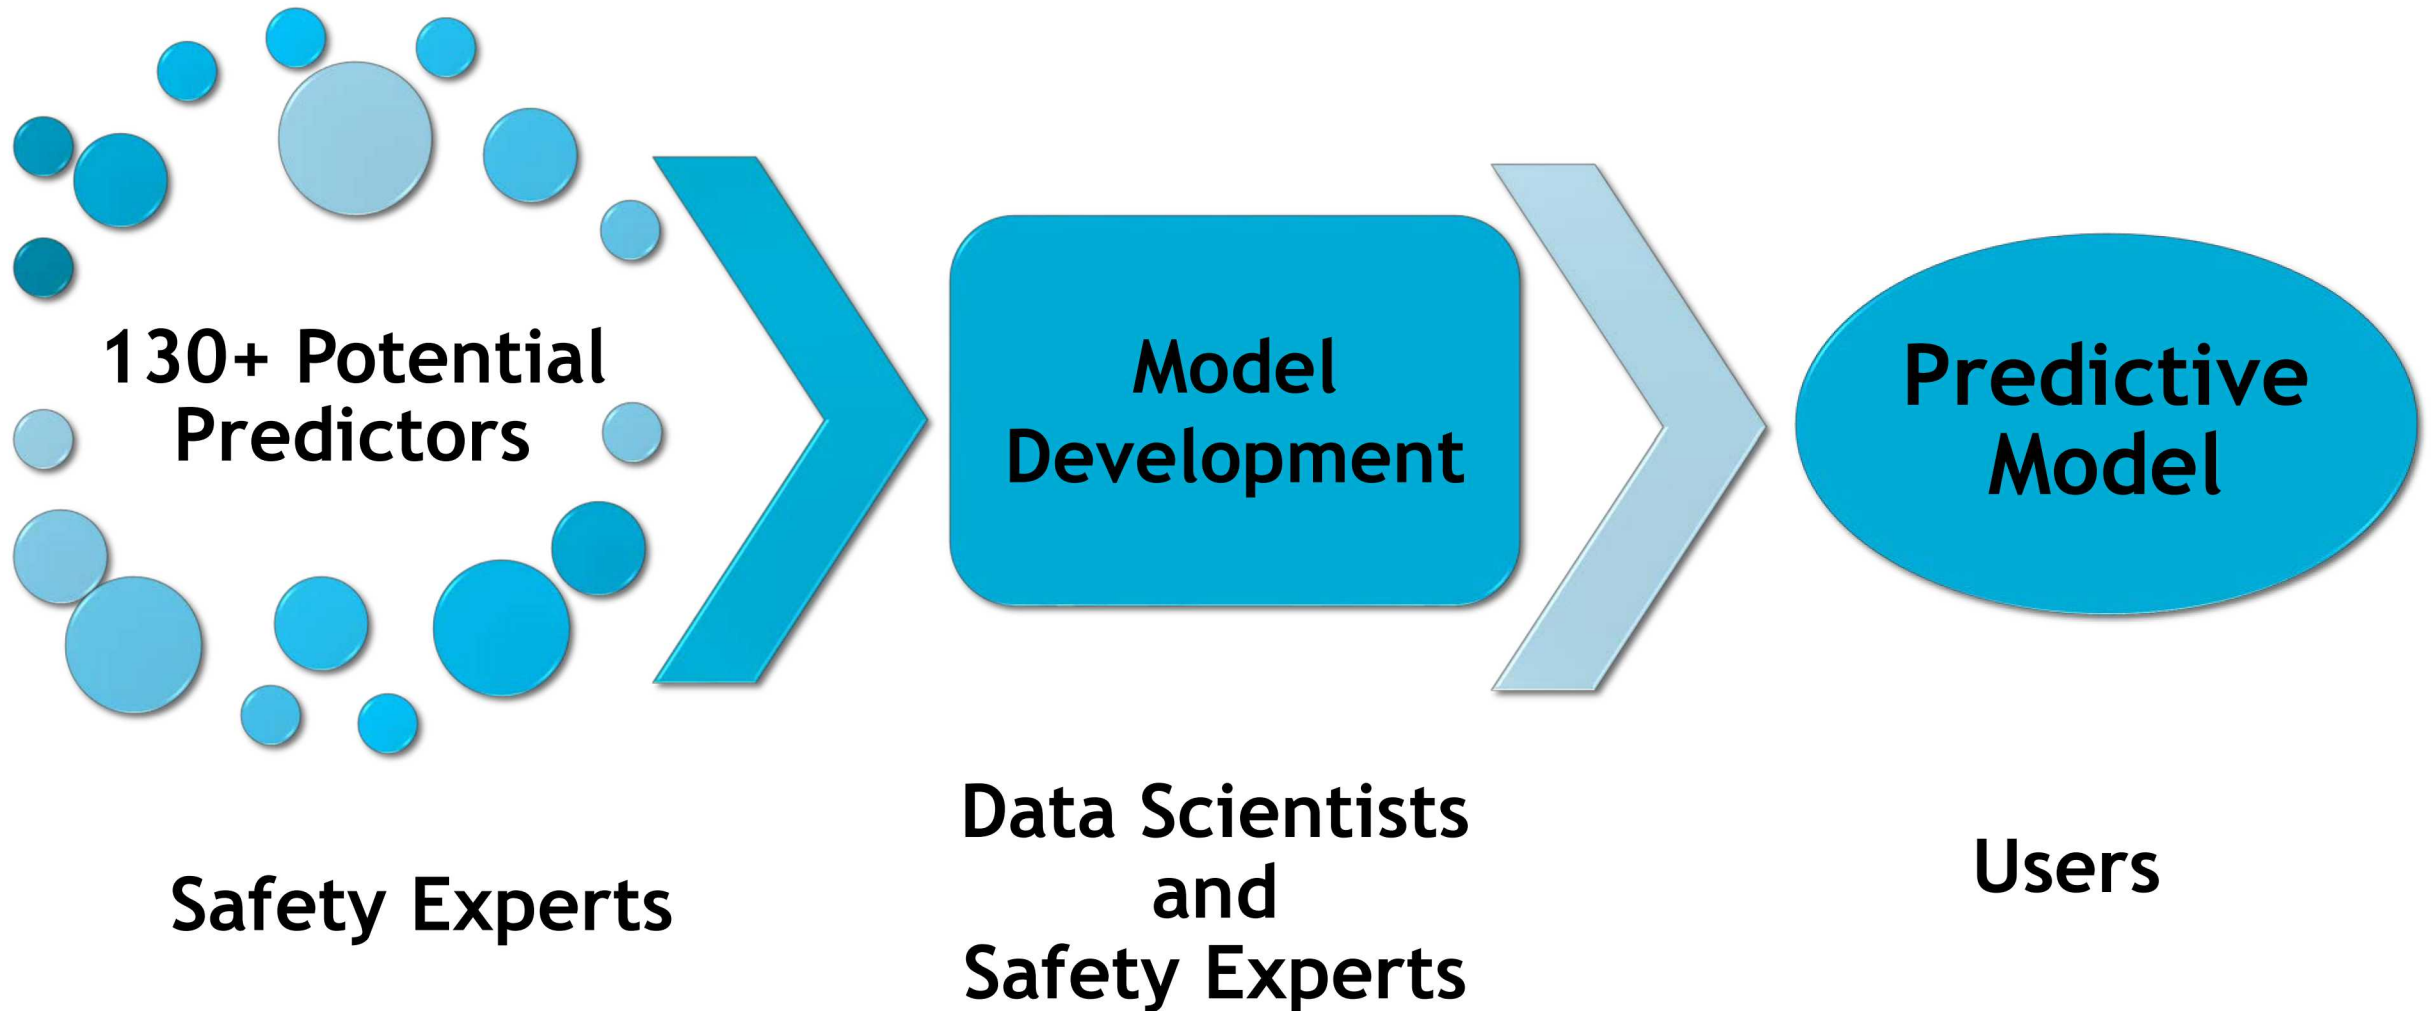 130+ Potential
Predictors
Model
Development
Predictive
Model
Safety Experts
Data Scientists
and
Safety Experts
Users